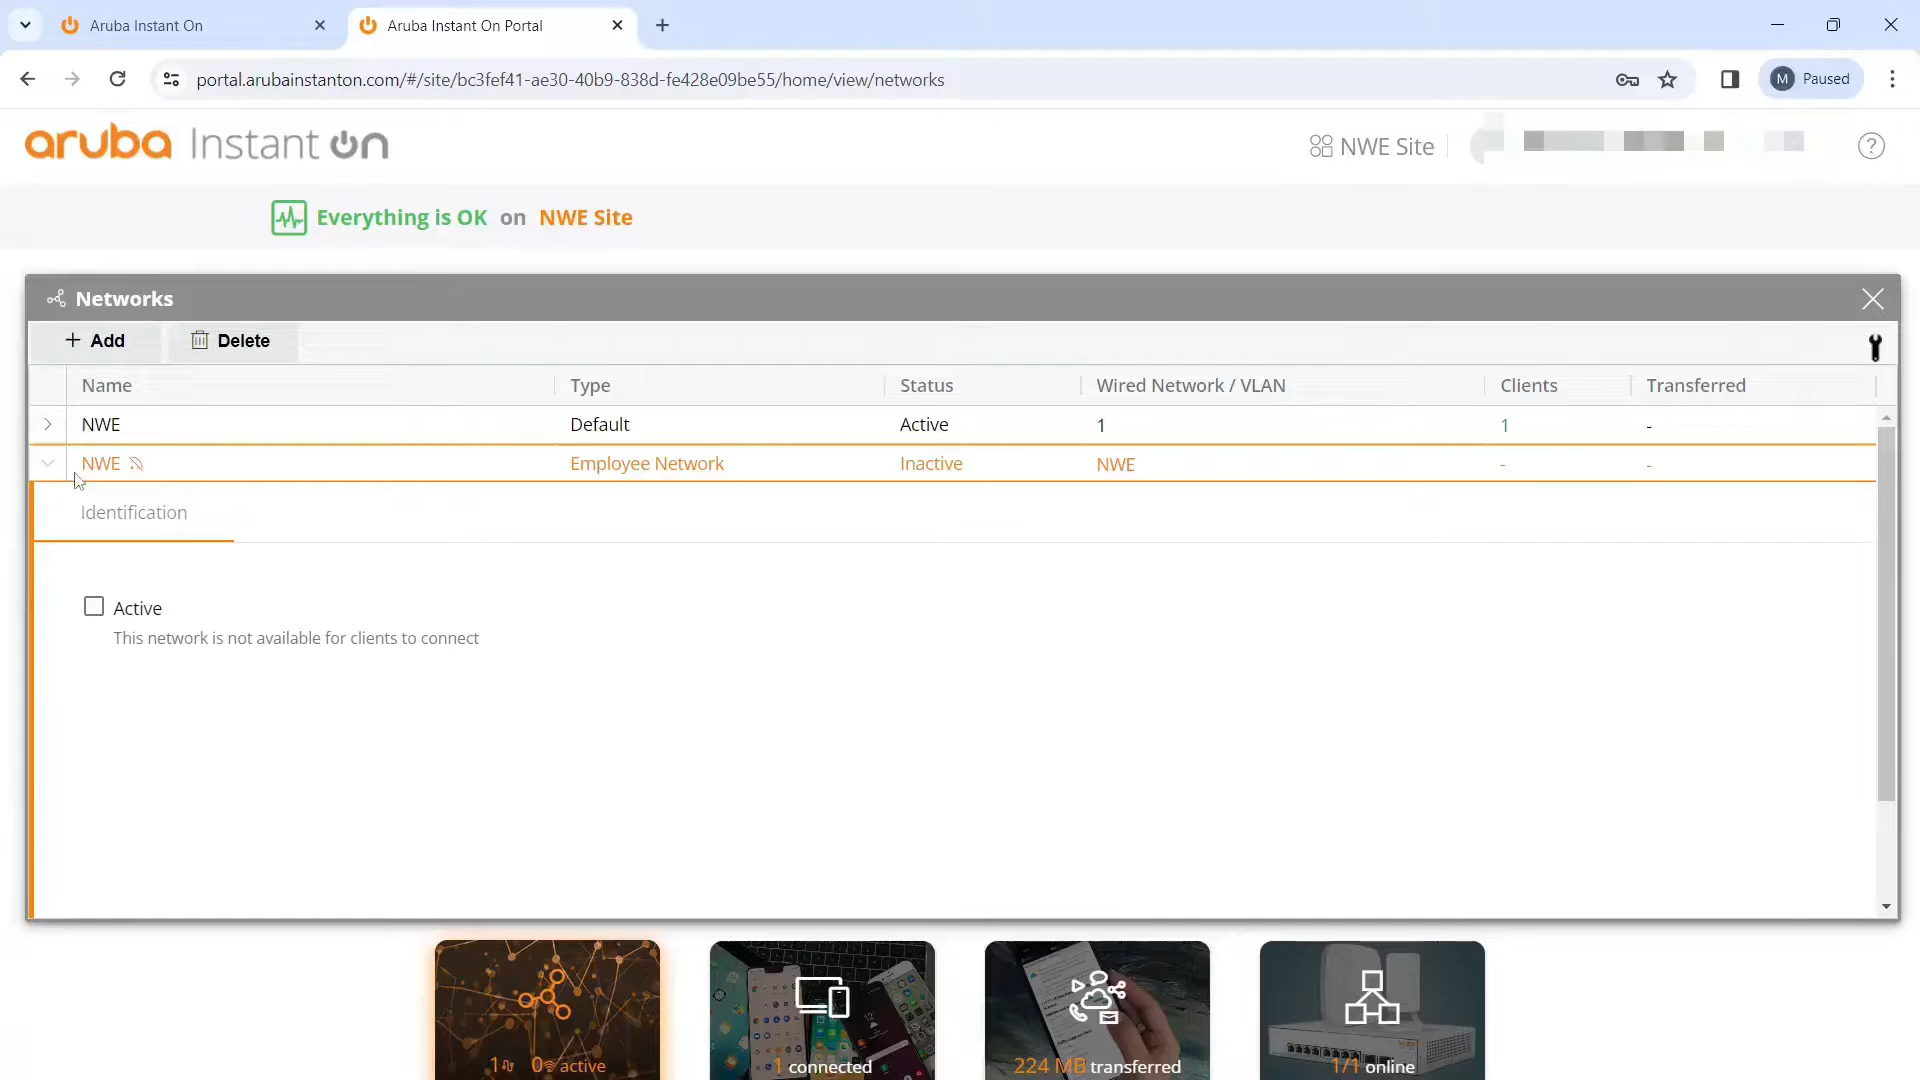 Aruba Instant On
Aruba Instant On Portal
portal.arubainstanton.com/#/site/bc3fef41-ae30-40b9-838d-fe428e09be55/home/view/networks
M Paused
aruba Instant On
NWE Site
?
Everything is OK on NWE Site
Networks
+ Add
Delete
Name Type Status Wired Network / VLAN Clients Transferred
NWE Default Active 1 1 -
NWE Employee Network Inactive NWE - -
Identification
Active
This network is not available for clients to connect
1 0 active
1 connected
224 MB transferred
1/1 online